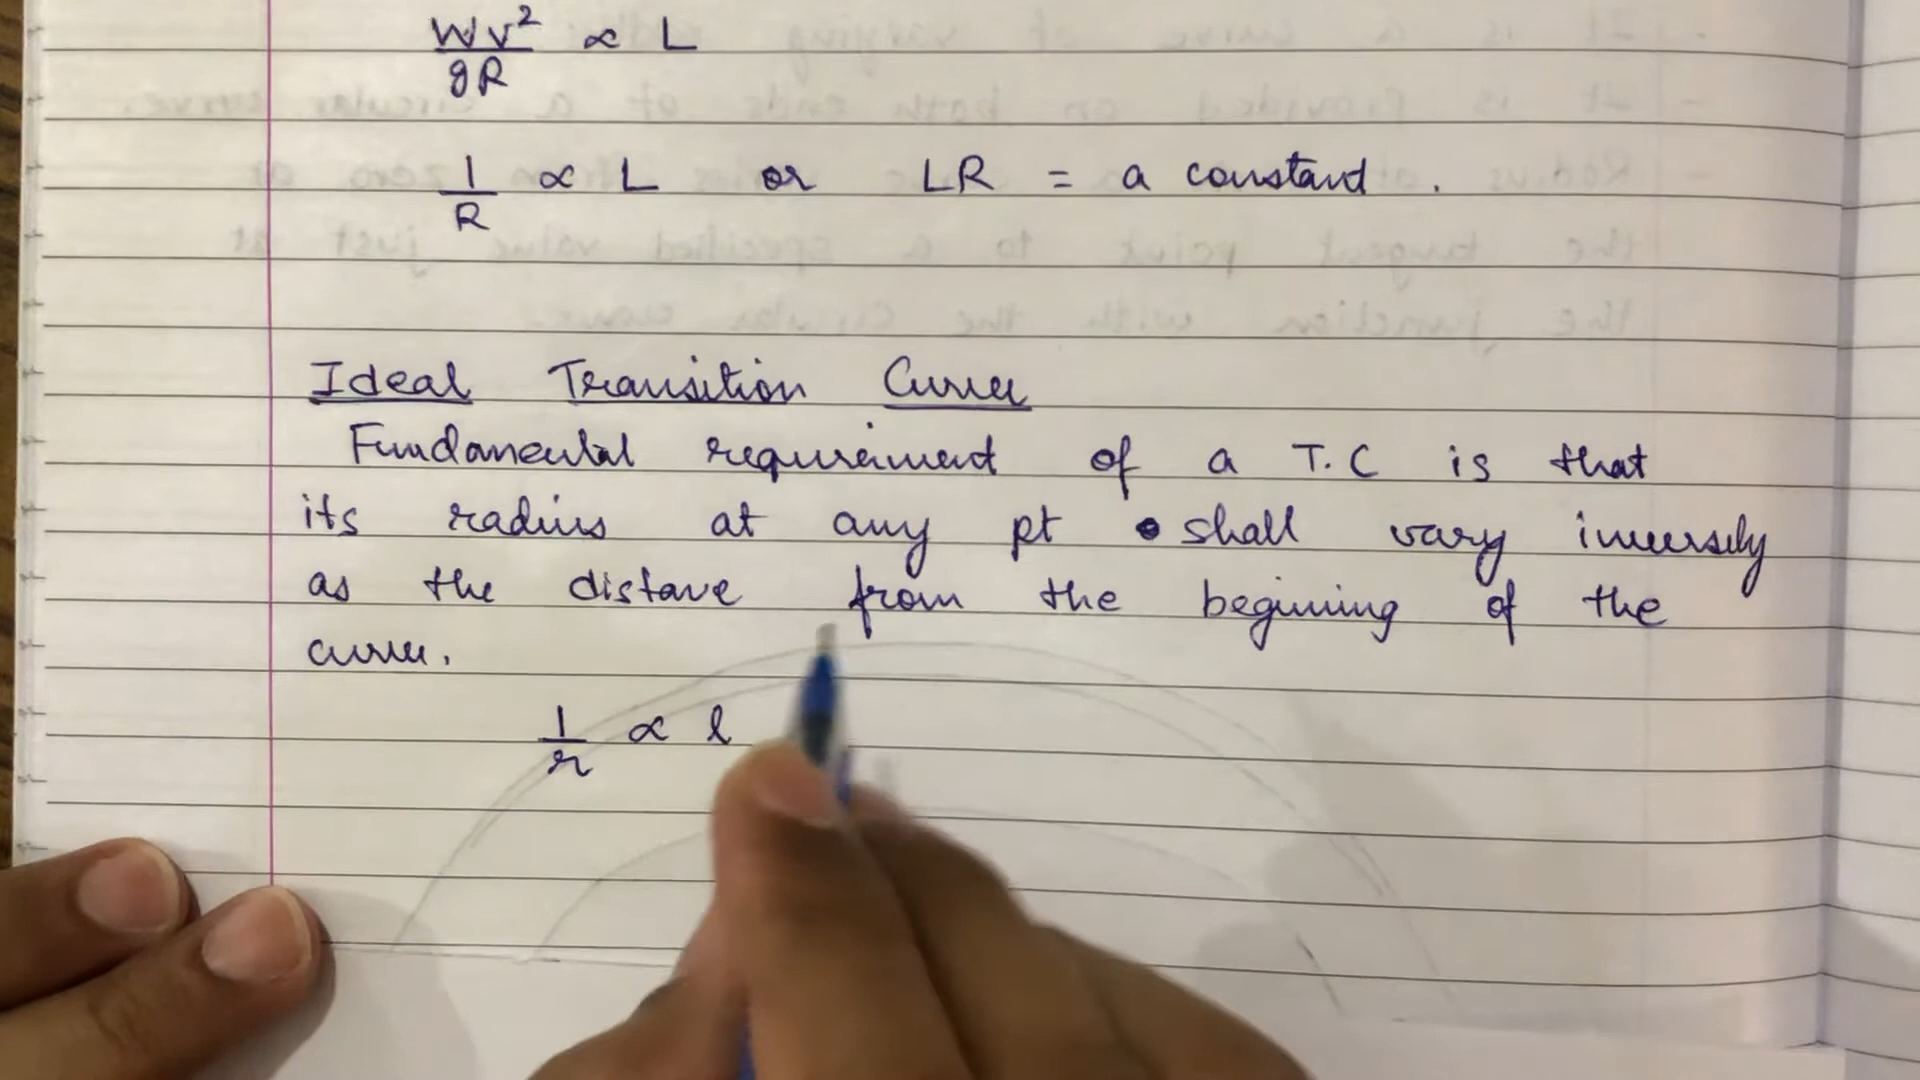 Wv² ∝ L
gR
1 ∝ L or LR = a constant.
R
Ideal Transition Curve
Fundamental requirement of a T.C is that
its radius at any pt shall vary inversely
as the distance from the begining of the
curve.
1 ∝ l
r